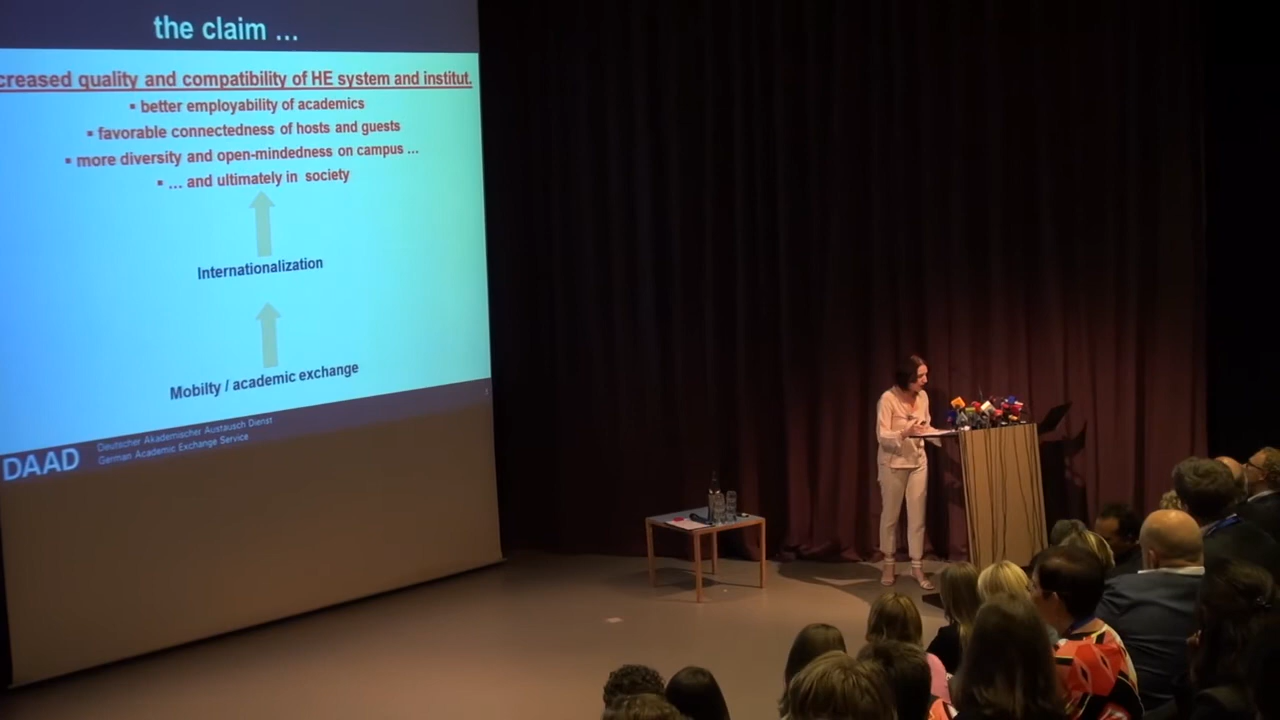 the claim ...
creased quality and compatibility of HE system and institut.
▪ better employability of academics
▪ favorable connectedness of hosts and guests
▪ more diversity and open-mindedness on campus ...
▪ ... and ultimately in society
Internationalization
Mobilty / academic exchange
DAAD
Deutscher Akademischer Austausch Dienst
German Academic Exchange Service